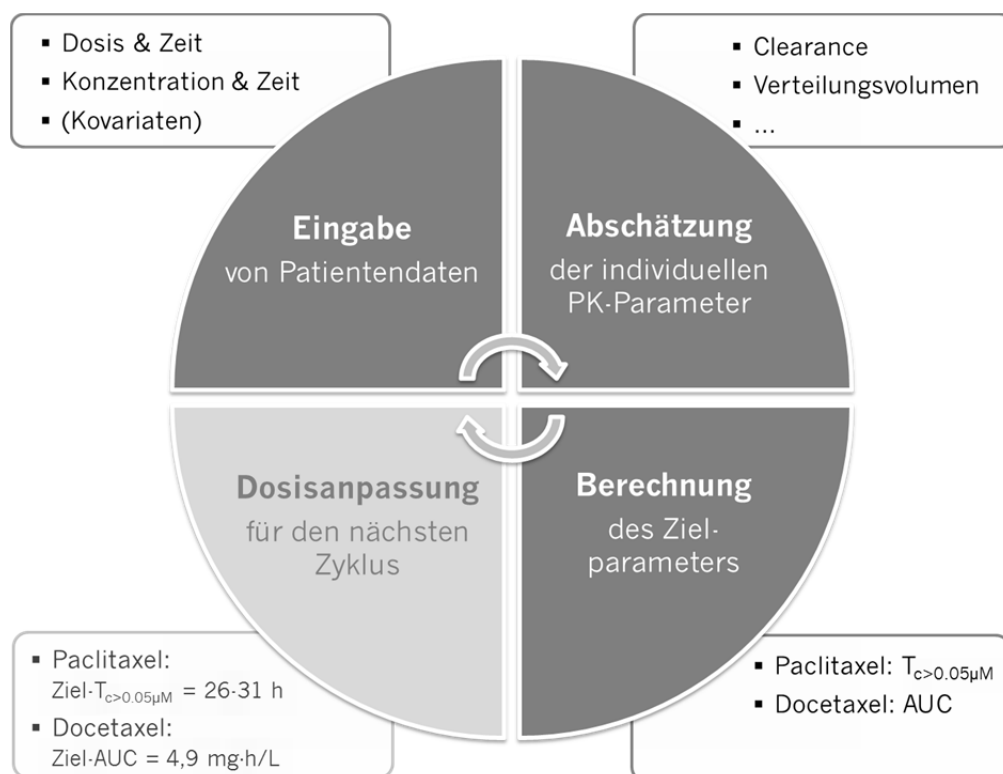 ▪ Dosis & Zeit
▪ Konzentration & Zeit
▪ (Kovariaten)
▪ Clearance
▪ Verteilungsvolumen
▪ ...
Eingabe
von Patientendaten
Abschätzung
der individuellen
PK-Parameter
Dosisanpassung
für den nächsten
Zyklus
Berechnung
des Ziel-
parameters
▪ Paclitaxel:
Ziel-Tc>0.05µM = 26-31 h
▪ Docetaxel:
Ziel-AUC = 4,9 mg·h/L
▪ Paclitaxel: Tc>0.05µM
▪ Docetaxel: AUC